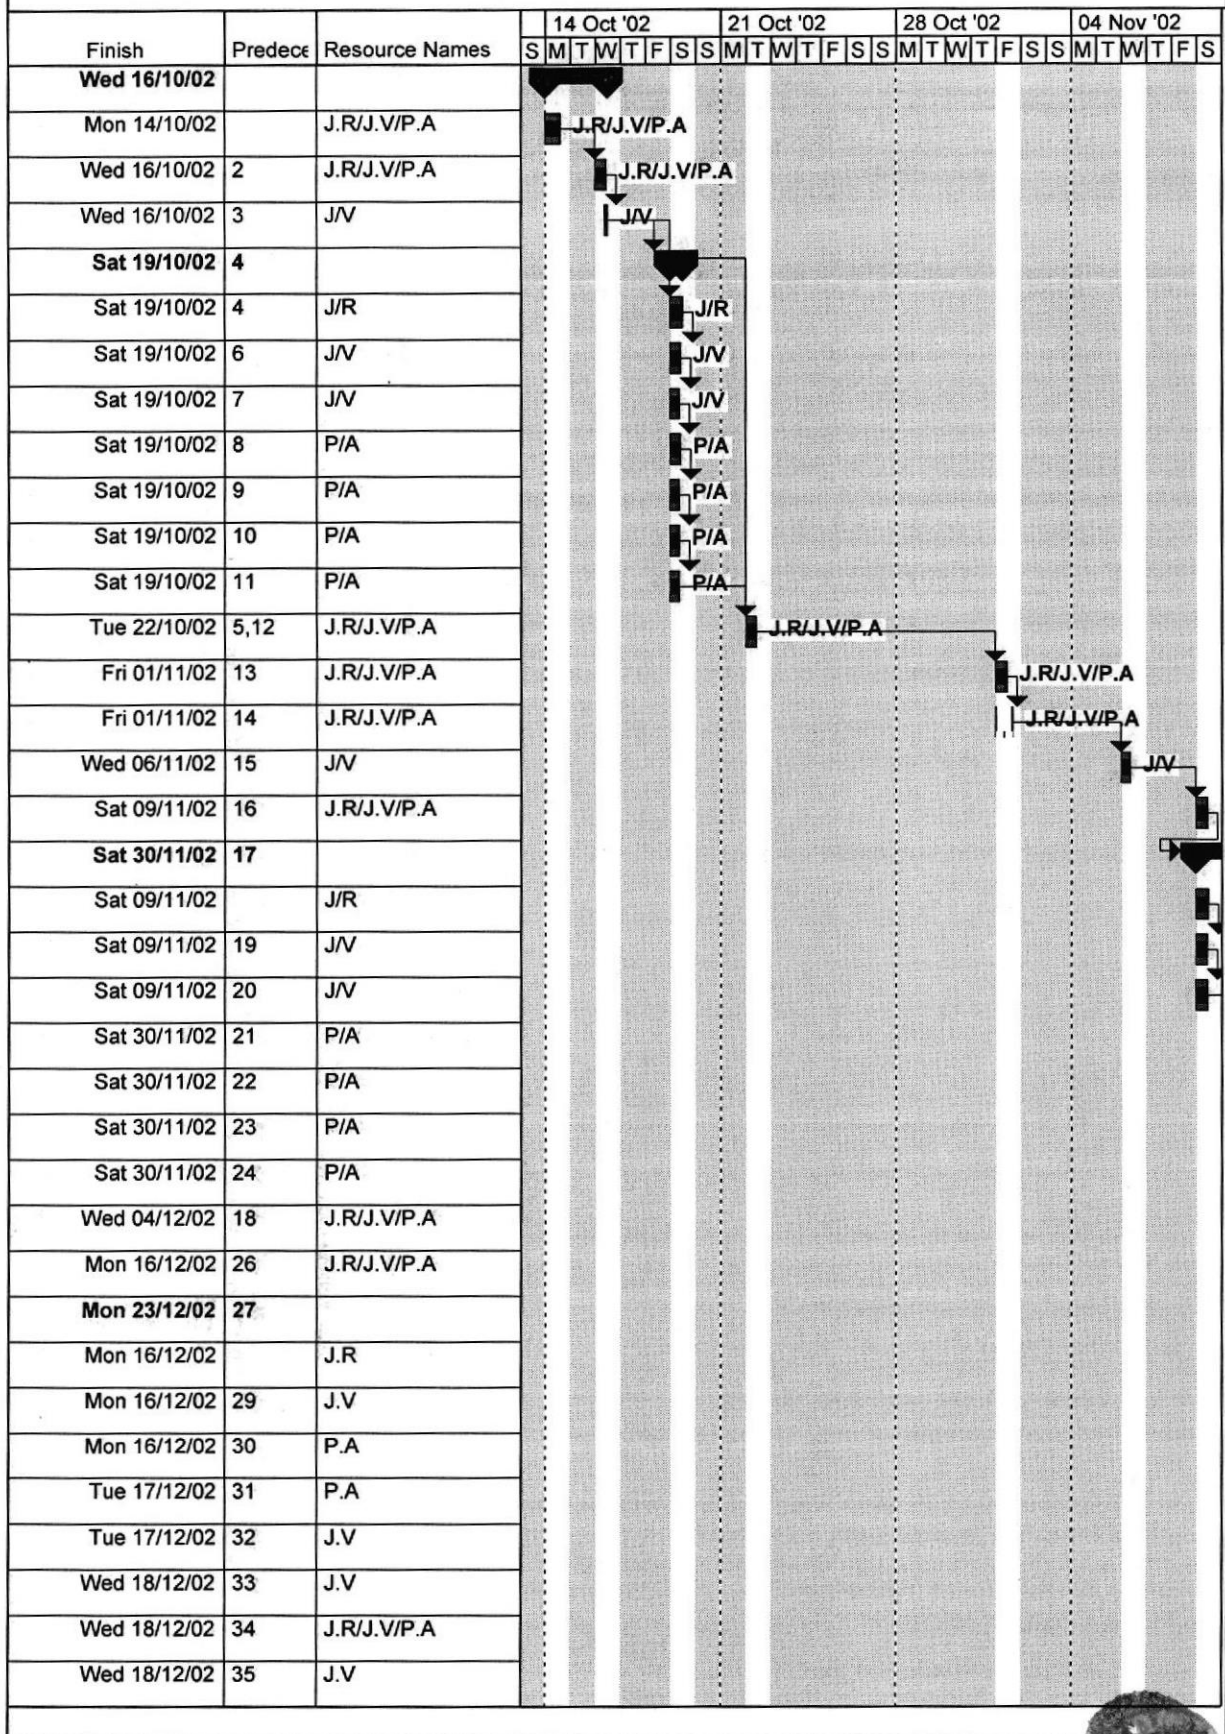 14 Oct '02 21 Oct '02 28 Oct '02 04 Nov '02
Finish Predece Resource Names S M T W T F S S M T W T F S S M T W T F S S M T W T F S
Wed 16/10/02
Mon 14/10/02 J.R/J.V/P.A J.R/J.V/P.A
Wed 16/10/02 2 J.R/J.V/P.A J.R/J.V/P.A
Wed 16/10/02 3 J/V J/V
Sat 19/10/02 4
Sat 19/10/02 4 J/R J/R
Sat 19/10/02 6 J/V J/V
Sat 19/10/02 7 J/V J/V
Sat 19/10/02 8 P/A P/A
Sat 19/10/02 9 P/A P/A
Sat 19/10/02 10 P/A P/A
Sat 19/10/02 11 P/A P/A
Tue 22/10/02 5,12 J.R/J.V/P.A J.R/J.V/P.A
Fri 01/11/02 13 J.R/J.V/P.A J.R/J.V/P.A
Fri 01/11/02 14 J.R/J.V/P.A J.R/J.V/P.A
Wed 06/11/02 15 J/V J/V
Sat 09/11/02 16 J.R/J.V/P.A
Sat 30/11/02 17
Sat 09/11/02 J/R
Sat 09/11/02 19 J/V
Sat 09/11/02 20 J/V
Sat 30/11/02 21 P/A
Sat 30/11/02 22 P/A
Sat 30/11/02 23 P/A
Sat 30/11/02 24 P/A
Wed 04/12/02 18 J.R/J.V/P.A
Mon 16/12/02 26 J.R/J.V/P.A
Mon 23/12/02 27
Mon 16/12/02 J.R
Mon 16/12/02 29 J.V
Mon 16/12/02 30 P.A
Tue 17/12/02 31 P.A
Tue 17/12/02 32 J.V
Wed 18/12/02 33 J.V
Wed 18/12/02 34 J.R/J.V/P.A
Wed 18/12/02 35 J.V